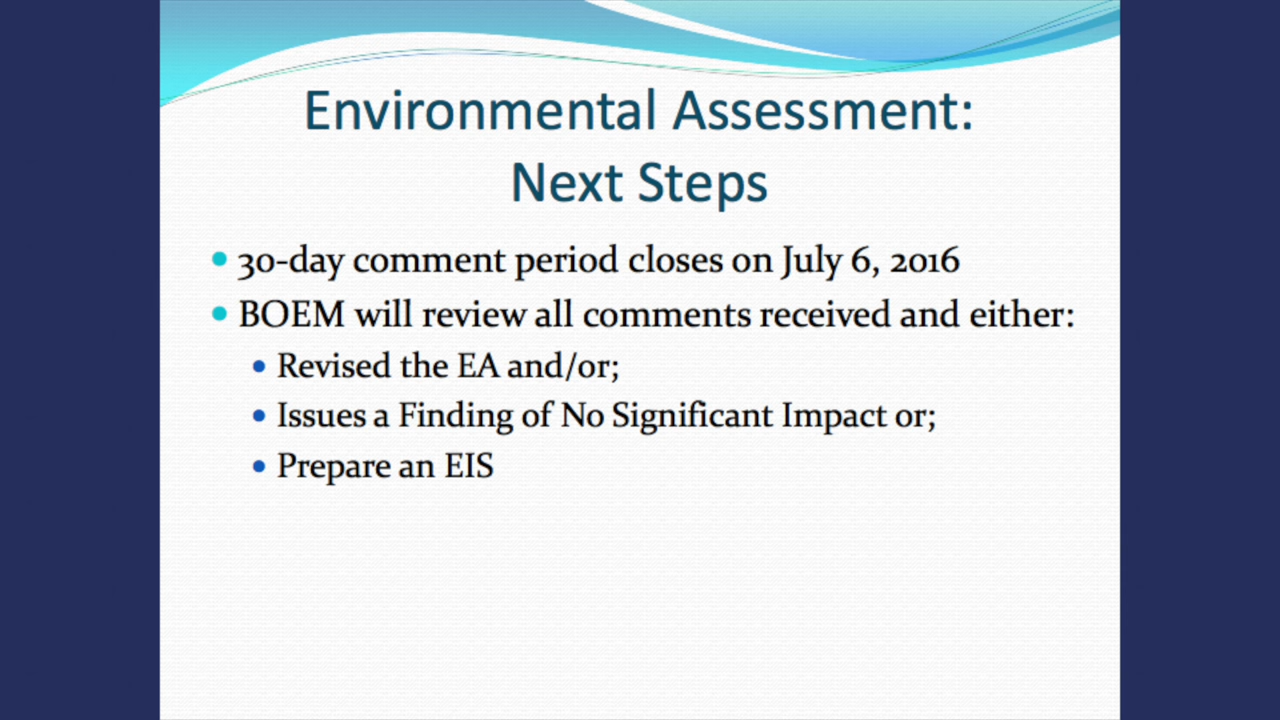 Environmental Assessment:
Next Steps
• 30-day comment period closes on July 6, 2016
• BOEM will review all comments received and either:
• Revised the EA and/or;
• Issues a Finding of No Significant Impact or;
• Prepare an EIS